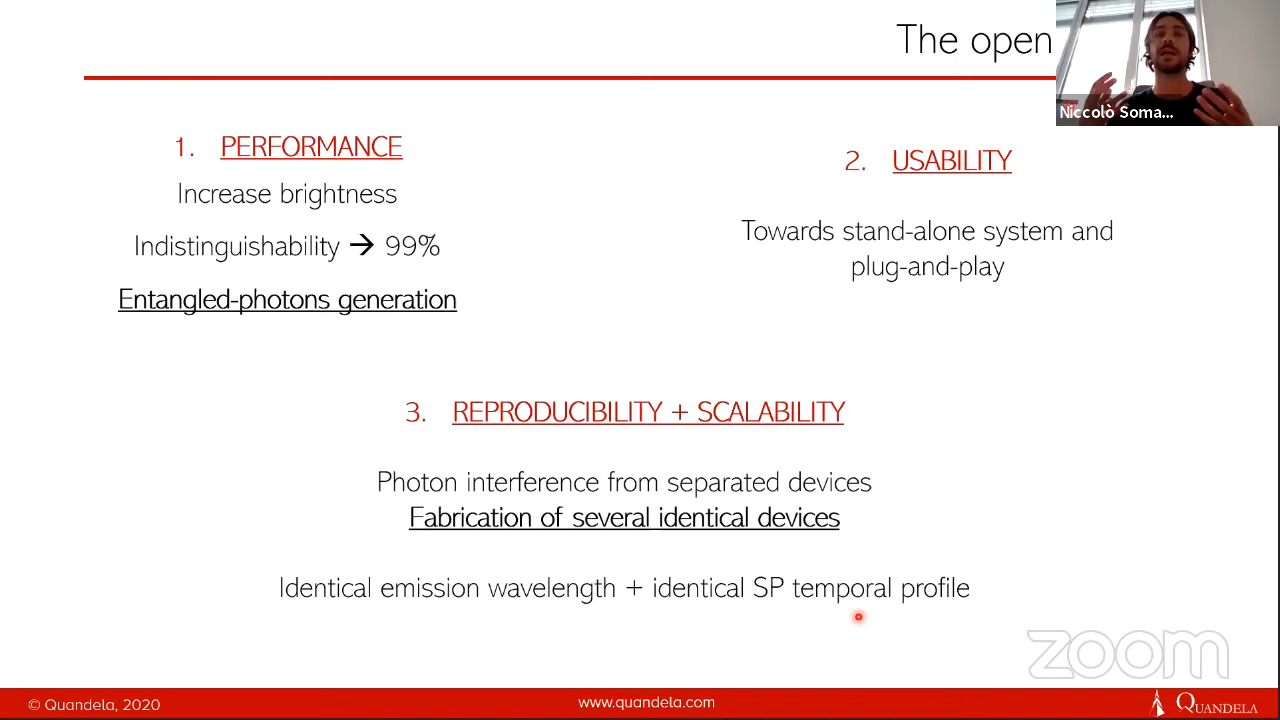 The open
Niccolò Soma...
1. PERFORMANCE
Increase brightness
Indistinguishability → 99%
Entangled-photons generation
2. USABILITY
Towards stand-alone system and
plug-and-play
3. REPRODUCIBILITY + SCALABILITY
Photon interference from separated devices
Fabrication of several identical devices
Identical emission wavelength + identical SP temporal profile
zoom
© Quandela, 2020
www.quandela.com
QUANDELA